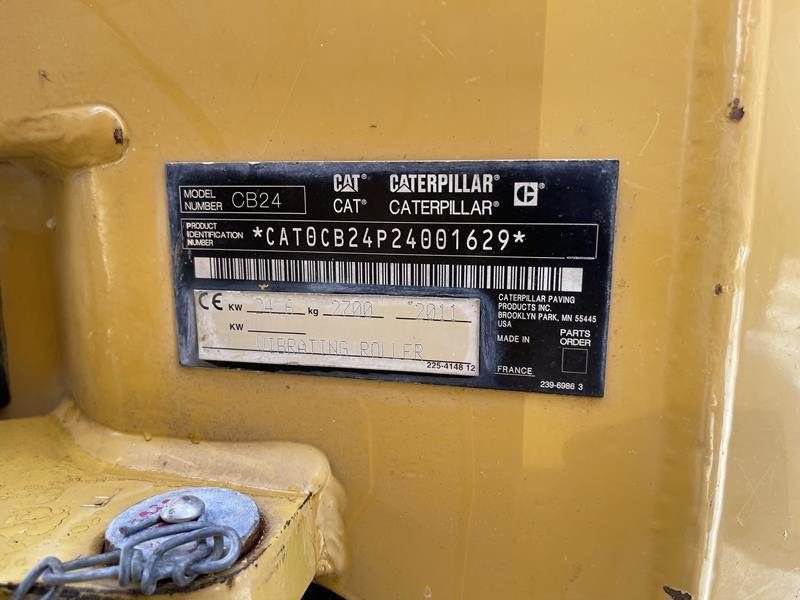 MODEL NUMBER CB24
CAT® CATERPILLAR® C®
CAT® CATERPILLAR®
PRODUCT IDENTIFICATION NUMBER *CAT0CB24P24001629*
CE KW 24.6 kg 2700 2011
KW
VIBRATING ROLLER
225-4148 12
CATERPILLAR PAVING
PRODUCTS INC.
BROOKLYN PARK, MN 55445
USA
MADE IN
FRANCE
PARTS
ORDER
239-6986 3